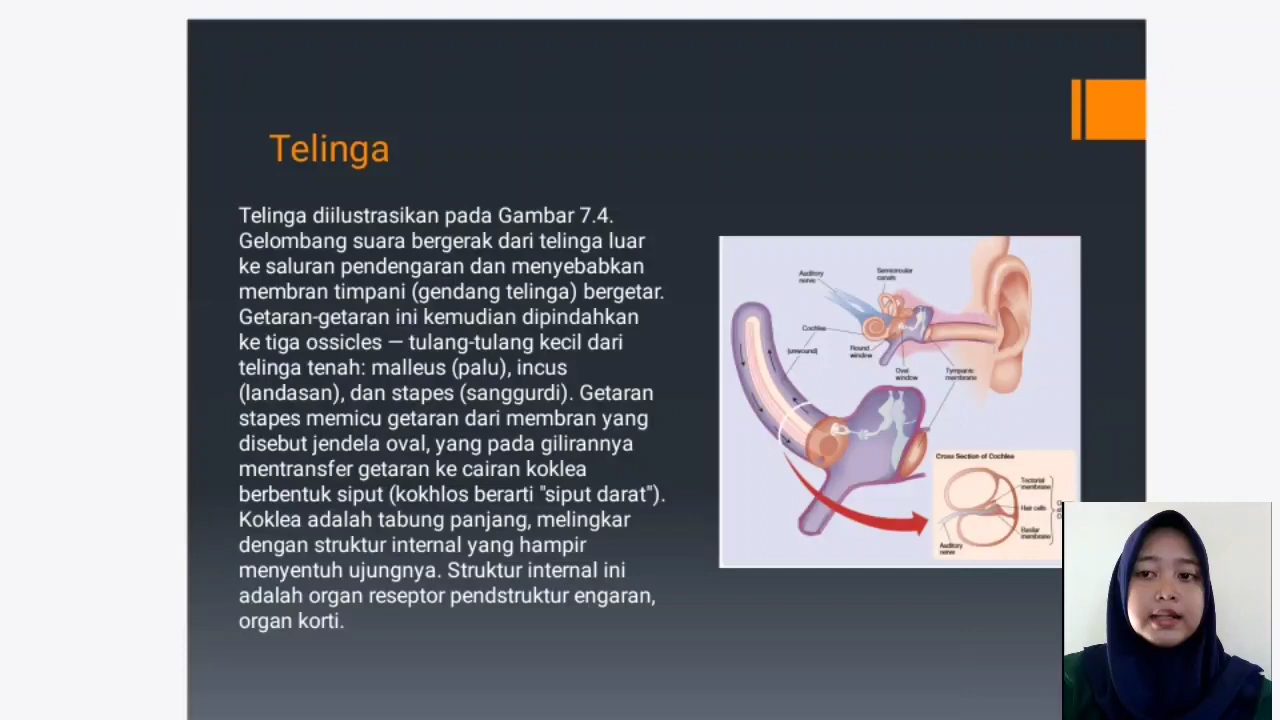 Telinga
Telinga diilustrasikan pada Gambar 7.4.
Gelombang suara bergerak dari telinga luar
ke saluran pendengaran dan menyebabkan
membran timpani (gendang telinga) bergetar.
Getaran-getaran ini kemudian dipindahkan
ke tiga ossicles — tulang-tulang kecil dari
telinga tenah: malleus (palu), incus
(landasan), dan stapes (sanggurdi). Getaran
stapes memicu getaran dari membran yang
disebut jendela oval, yang pada gilirannya
mentransfer getaran ke cairan koklea
berbentuk siput (kokhlos berarti "siput darat").
Koklea adalah tabung panjang, melingkar
dengan struktur internal yang hampir
menyentuh ujungnya. Struktur internal ini
adalah organ reseptor pendstruktur engaran,
organ korti.
Auditory
nerve
Semicircular
canals
Cochlea
(unwound)
Round
window
Oval
window
Tympanic
membrane
Cross Section of Cochlea
Tectorial
membrane
Hair cells
Basilar
membrane
Auditory
nerve